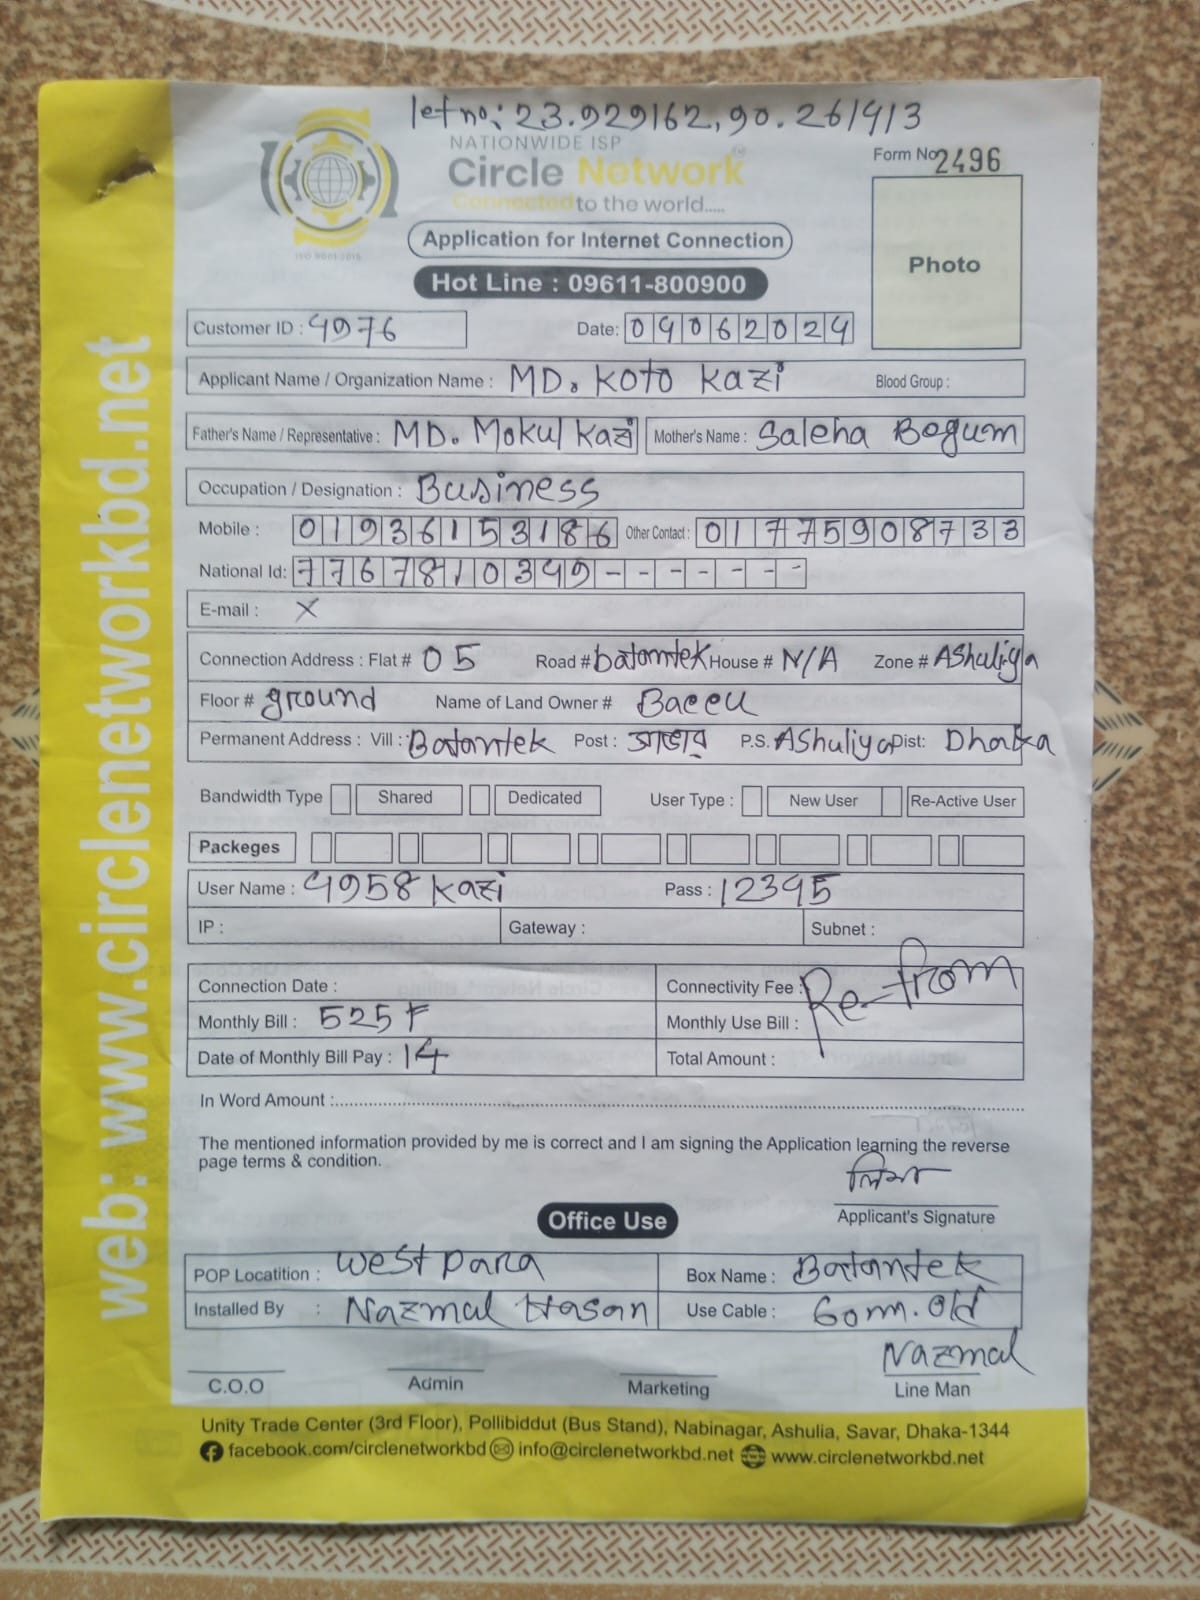 let no: 23.929162, 90.261413
NATIONWIDE ISP
Circle Network
Connected to the world.....
ISO 9001:2015
Form No 2496
Application for Internet Connection
Photo
Hot Line : 09611-800900
Customer ID : 4976 Date: 04062024
Applicant Name / Organization Name : MD. Koto Kazi Blood Group :
Father's Name / Representative : MD. Mokul Kazi Mother's Name : Saleha Begum
Occupation / Designation : Business
Mobile : 01936153186 Other Contact : 01775908733
National Id: 7767810349 - - - - - - -
E-mail : X
Connection Address : Flat # 05 Road # batamtek House # N/A Zone # AShuliya
Floor # ground Name of Land Owner # Baccu
Permanent Address : Vill : Batantek Post : সাভার P.S. AShuliya Dist: Dhaka
Bandwidth Type Shared Dedicated User Type : New User Re-Active User
Packeges
User Name : 4958 kazi Pass : 12345
IP : Gateway : Subnet :
Connection Date : Connectivity Fee : Re-from
Monthly Bill : 525 F Monthly Use Bill :
Date of Monthly Bill Pay : 14 Total Amount :
In Word Amount :
The mentioned information provided by me is correct and I am signing the Application learning the reverse
page terms & condition.
Applicant's Signature
Office Use
POP Locatition : West para Box Name : Batantek
Installed By : Nazmal Hasan Use Cable : 60m. old
Nazmal
C.O.O Admin Marketing Line Man
Unity Trade Center (3rd Floor), Pollibiddut (Bus Stand), Nabinagar, Ashulia, Savar, Dhaka-1344
facebook.com/circlenetworkbd info@circlenetworkbd.net www.circlenetworkbd.net
web: www.circlenetworkbd.net